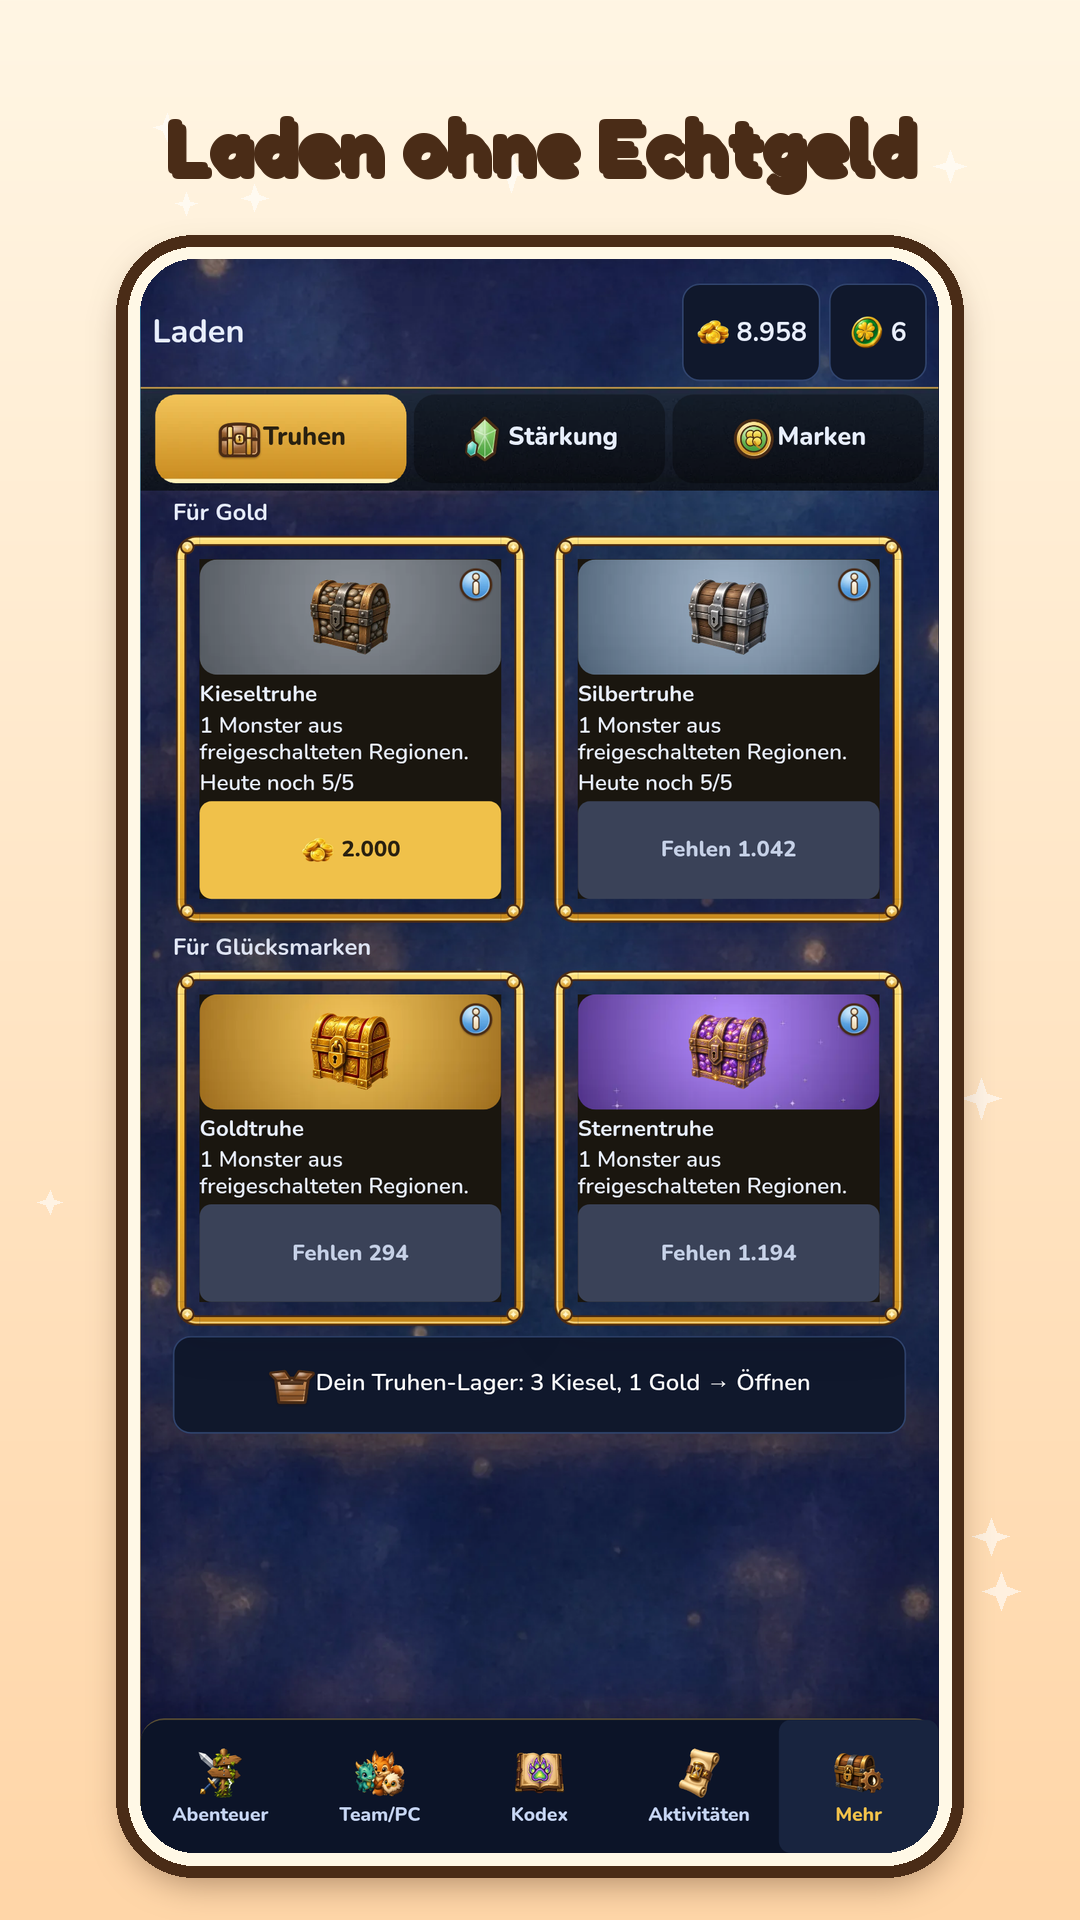 Laden ohne Echtgeld
Laden
8.958
6
Truhen
Stärkung
Marken
Für Gold
Kieseltruhe
1 Monster aus
freigeschalteten Regionen.
Heute noch 5/5
2.000
Silbertruhe
1 Monster aus
freigeschalteten Regionen.
Heute noch 5/5
Fehlen 1.042
Für Glücksmarken
Goldtruhe
1 Monster aus
freigeschalteten Regionen.
Fehlen 294
Sternentruhe
1 Monster aus
freigeschalteten Regionen.
Fehlen 1.194
Dein Truhen-Lager: 3 Kiesel, 1 Gold → Öffnen
Abenteuer
Team/PC
Kodex
Aktivitäten
Mehr